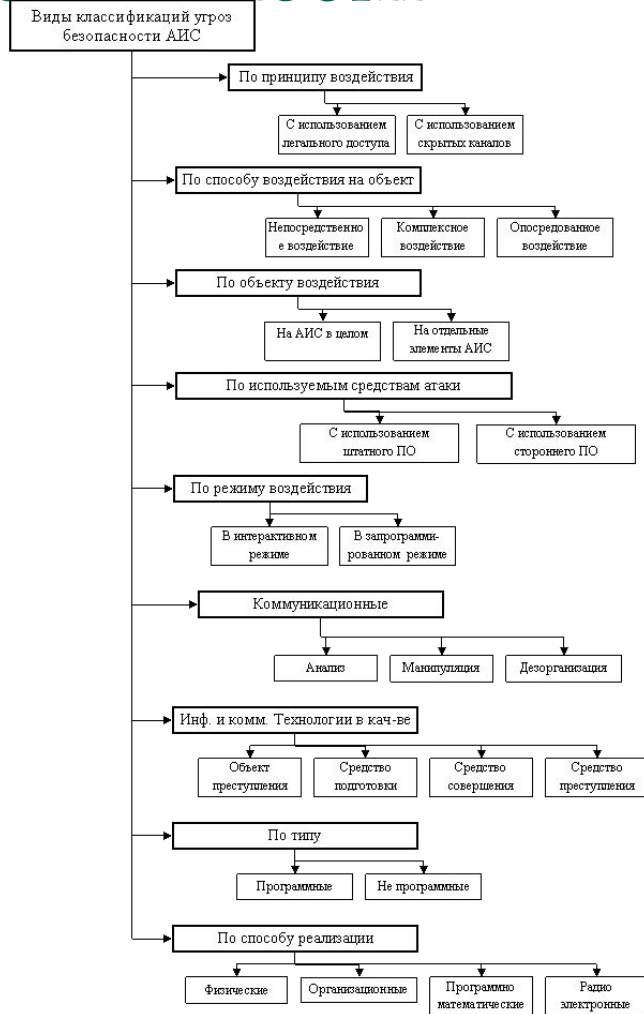 Виды классификаций угроз
безопасности АИС
По принципу воздействия
С использованием
легального доступа
С использованием
скрытых каналов
По способу воздействия на объект
Непосредственно
е воздействие
Комплексное
воздействие
Опосредованное
воздействие
По объекту воздействия
На АИС в целом
На отдельные
элементы АИС
По используемым средствам атаки
С использованием
штатного ПО
С использованием
стороннего ПО
По режиму воздействия
В интерактивном
режиме
В запрограмми-
рованном режиме
Коммуникационные
Анализ
Манипуляция
Дезорганизация
Инф. и комм. Технологии в кач-ве
Объект
преступления
Средство
подготовки
Средство
совершения
Средство
преступления
По типу
Программные
Не программные
По способу реализации
Физические
Организационные
Программно
математические
Радио
электронные